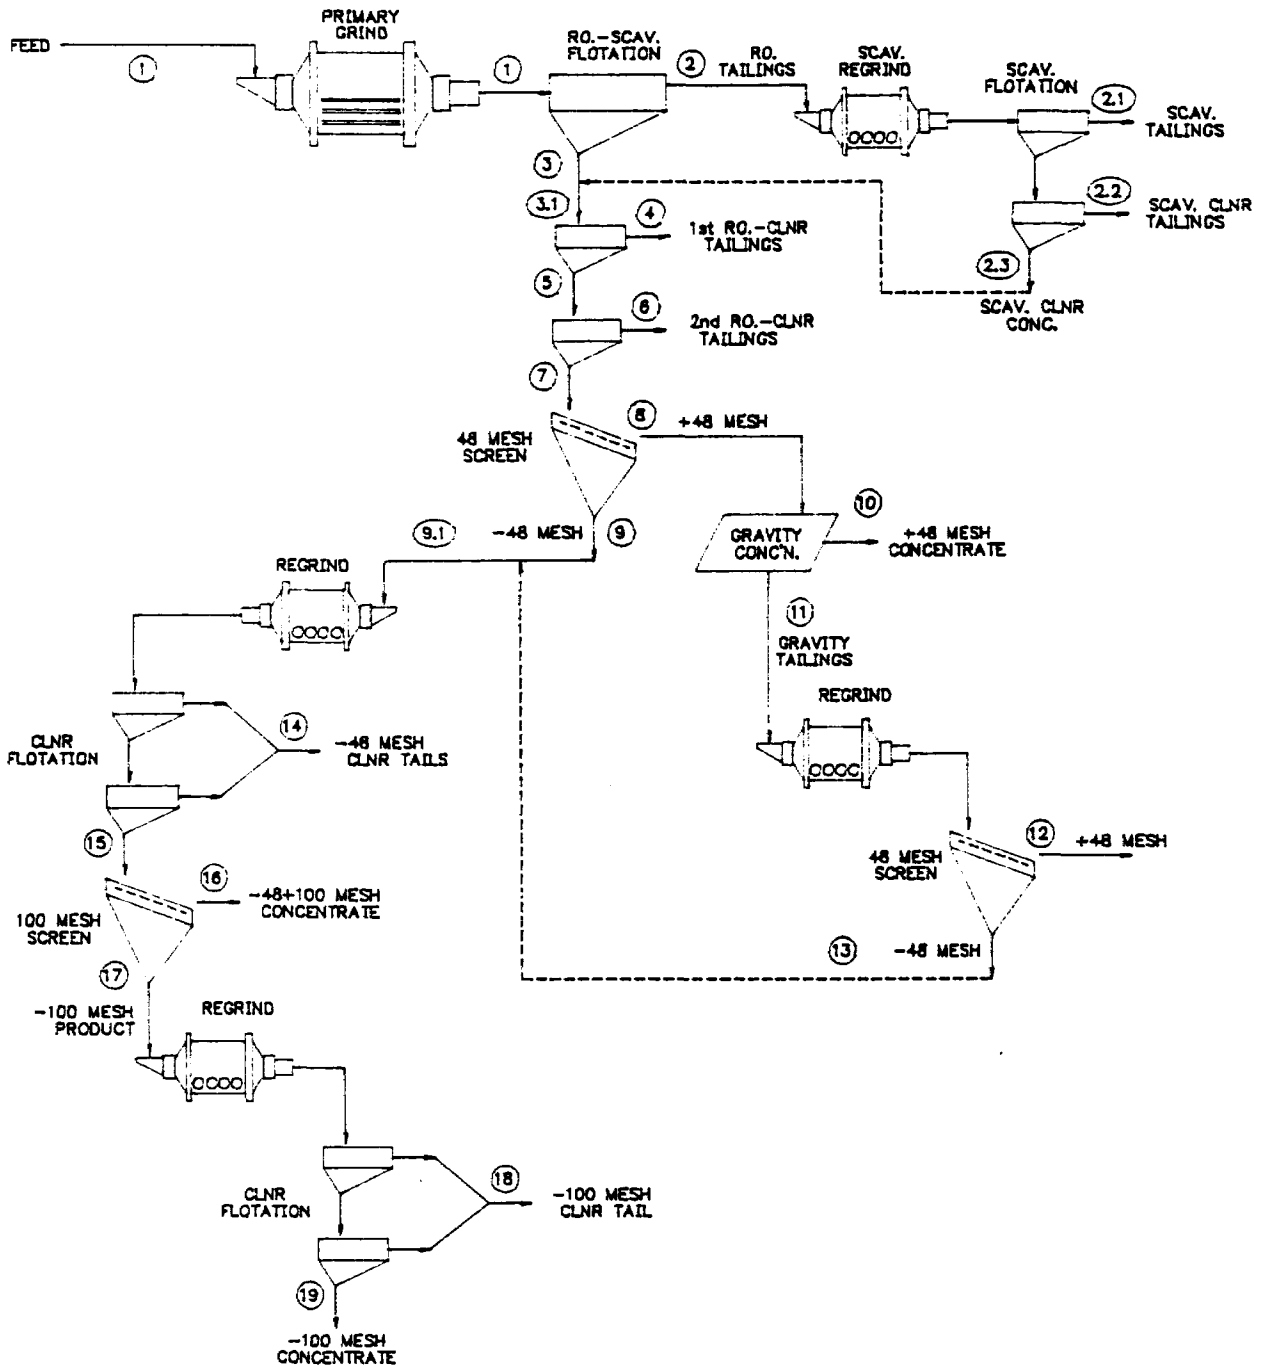 PRIMARY
GRIND
FEED
1
1
RO.-SCAV.
FLOTATION
2
RO.
TAILINGS
SCAV.
REGRIND
SCAV.
FLOTATION
2.1
SCAV.
TAILINGS
3
3.1
4
1st RO.-CLNR
TAILINGS
2.2
SCAV. CLNR
TAILINGS
2.3
SCAV. CLNR
CONC.
5
6
2nd RO.-CLNR
TAILINGS
7
8
+48 MESH
48 MESH
SCREEN
9.1
-48 MESH
9
10
GRAVITY
CONC'N.
+48 MESH
CONCENTRATE
REGRIND
11
GRAVITY
TAILINGS
REGRIND
CLNR
FLOTATION
14
-48 MESH
CLNR TAILS
15
12
+48 MESH
48 MESH
SCREEN
16
-48+100 MESH
CONCENTRATE
100 MESH
SCREEN
13
-48 MESH
17
-100 MESH
PRODUCT
REGRIND
CLNR
FLOTATION
18
-100 MESH
CLNR TAIL
19
-100 MESH
CONCENTRATE